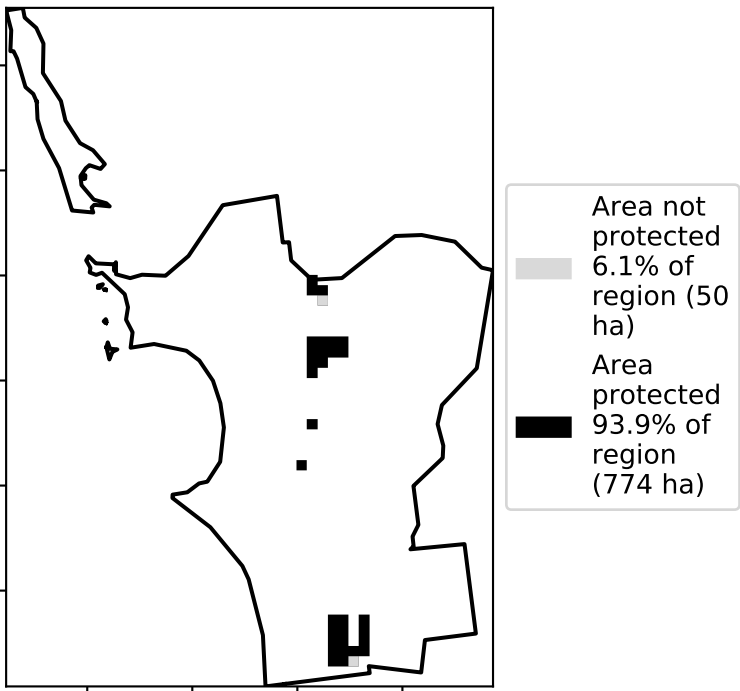 Area not
protected
6.1% of
region (50
ha)
Area
protected
93.9% of
region
(774 ha)